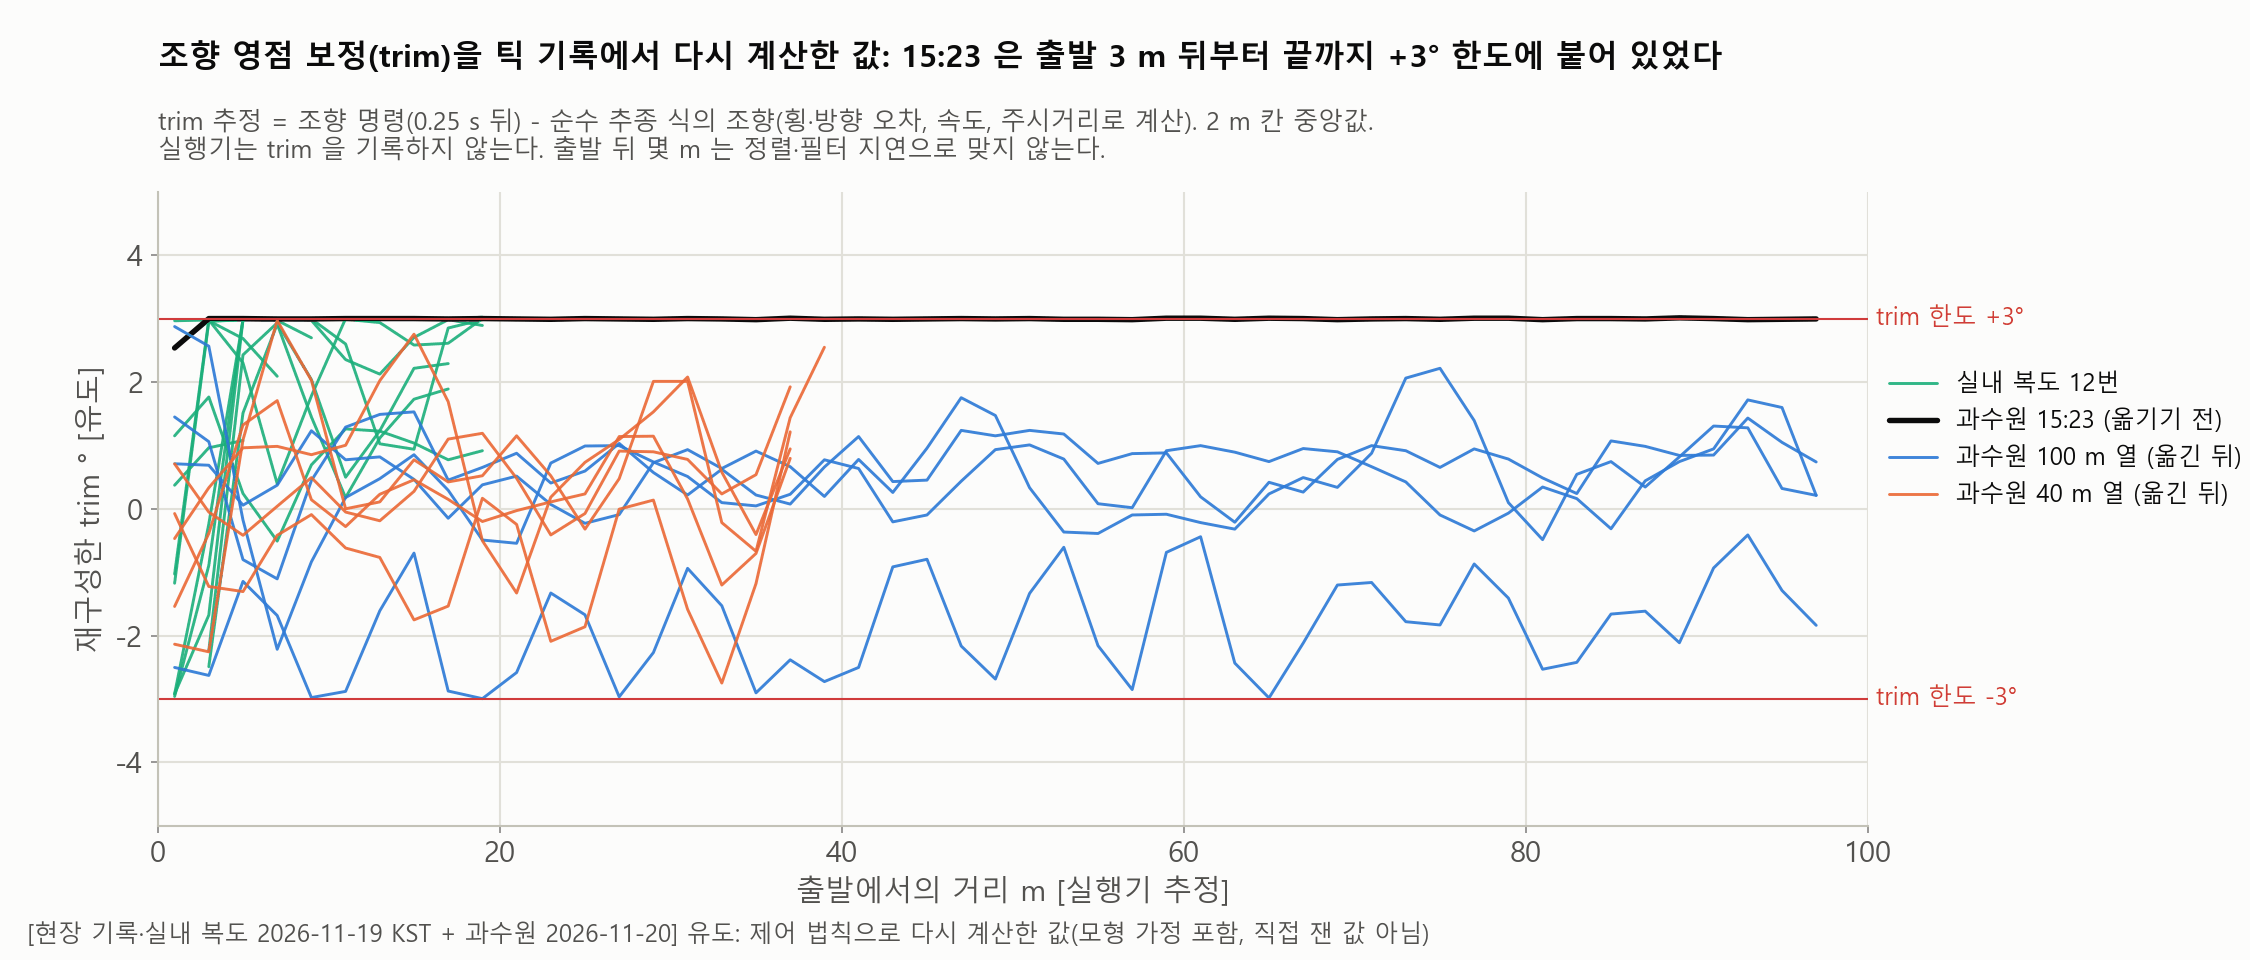 조향 영점 보정(trim)을 틱 기록에서 다시 계산한 값: 15:23 은 출발 3 m 뒤부터 끝까지 +3° 한도에 붙어 있었다
trim 추정 = 조향 명령(0.25 s 뒤) - 순수 추종 식의 조향(횡·방향 오차, 속도, 주시거리로 계산). 2 m 칸 중앙값.
실행기는 trim 을 기록하지 않는다. 출발 뒤 몇 m 는 정렬·필터 지연으로 맞지 않는다.
재구성한 trim ° [유도]
4
2
0
-2
-4
trim 한도 +3°
trim 한도 -3°
실내 복도 12번
과수원 15:23 (옮기기 전)
과수원 100 m 열 (옮긴 뒤)
과수원 40 m 열 (옮긴 뒤)
0
20
40
60
80
100
출발에서의 거리 m [실행기 추정]
[현장 기록·실내 복도 2026-11-19 KST + 과수원 2026-11-20] 유도: 제어 법칙으로 다시 계산한 값(모형 가정 포함, 직접 잰 값 아님)